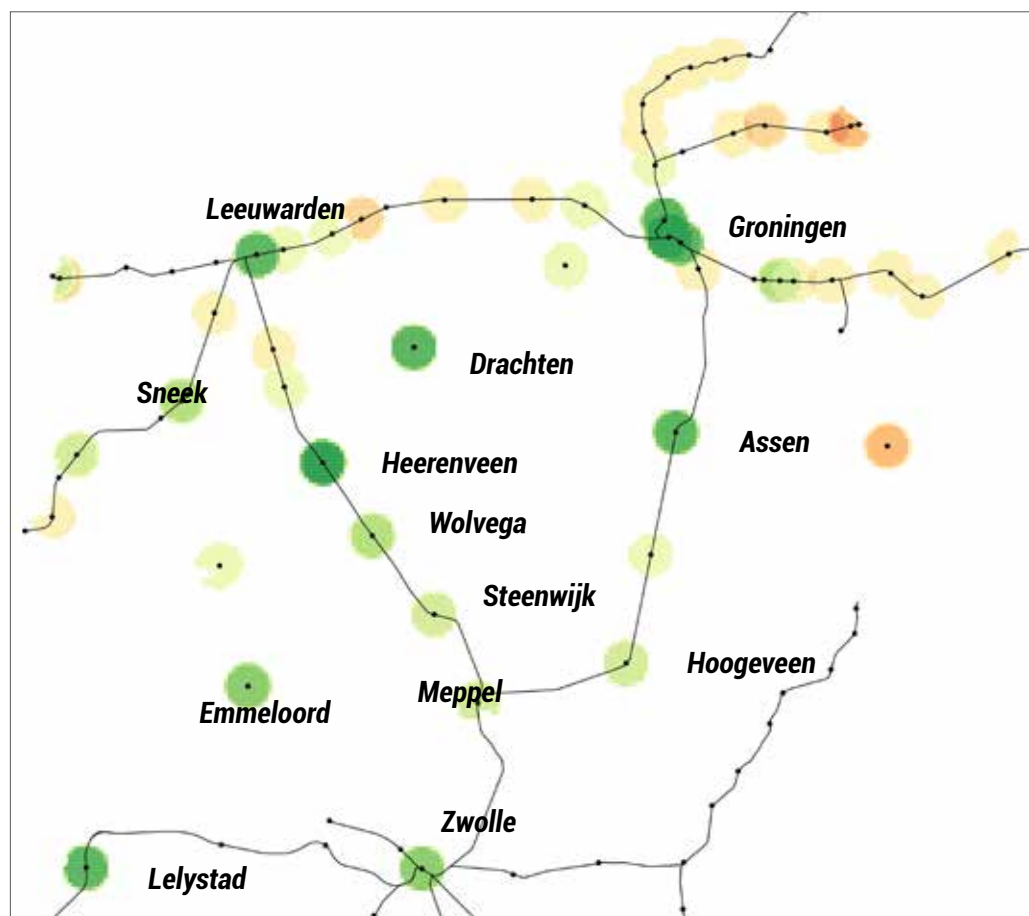 Leeuwarden
Groningen
Drachten
Sneek
Assen
Heerenveen
Wolvega
Steenwijk
Hoogeveen
Meppel
Emmeloord
Zwolle
Lelystad